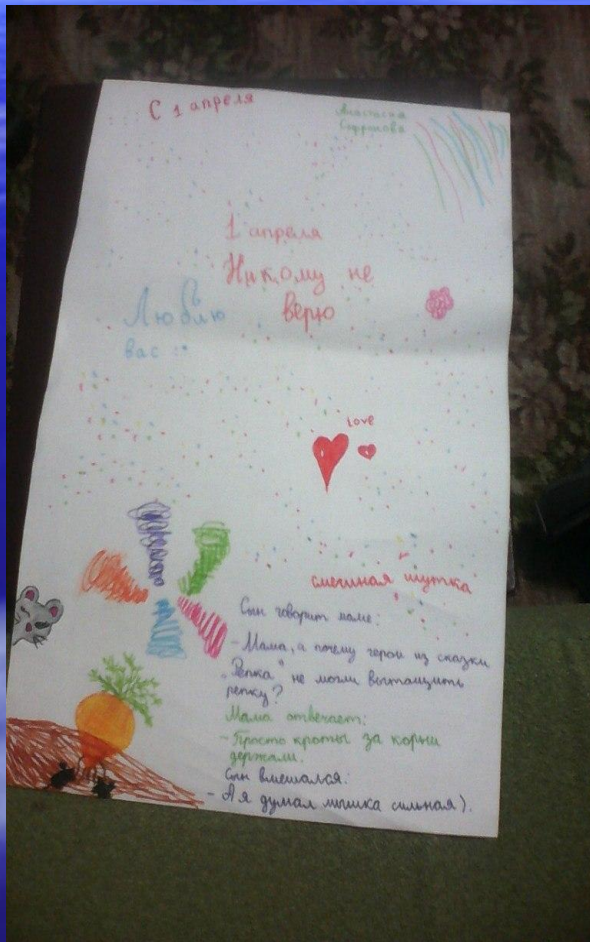 С 1 апреля
Анастасия
1 апреля
Никому не
верю
Люблю
вас :
Love
смешная шутка
Сын говорит маме:
- Мама, а почему герои из сказки
"Репка" не могли вытащить
репку?
Мама отвечает:
- Просто кроты за корни
держали.
Сын вмешался:
- А я думал мышка сильная).